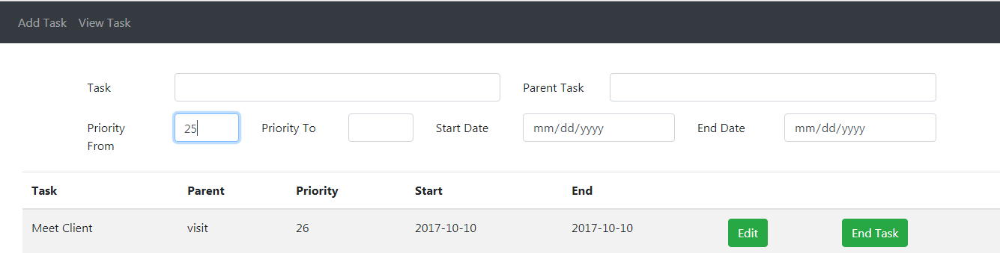 Add Task View Task
Task Parent Task
Priority From 25 Priority To Start Date mm/dd/yyyy End Date mm/dd/yyyy
Task Parent Priority Start End
Meet Client visit 26 2017-10-10 2017-10-10 Edit End Task